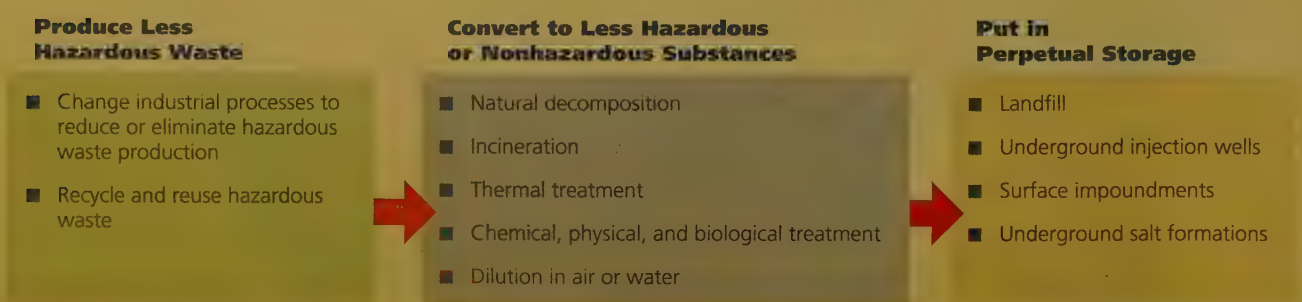 Produce Less
Hazardous Waste
■ Change industrial processes to
reduce or eliminate hazardous
waste production
■ Recycle and reuse hazardous
waste
Convert to Less Hazardous
or Nonhazardous Substances
■ Natural decomposition
■ Incineration
■ Thermal treatment
■ Chemical, physical, and biological treatment
■ Dilution in air or water
Put in
Perpetual Storage
■ Landfill
■ Underground injection wells
■ Surface impoundments
■ Underground salt formations